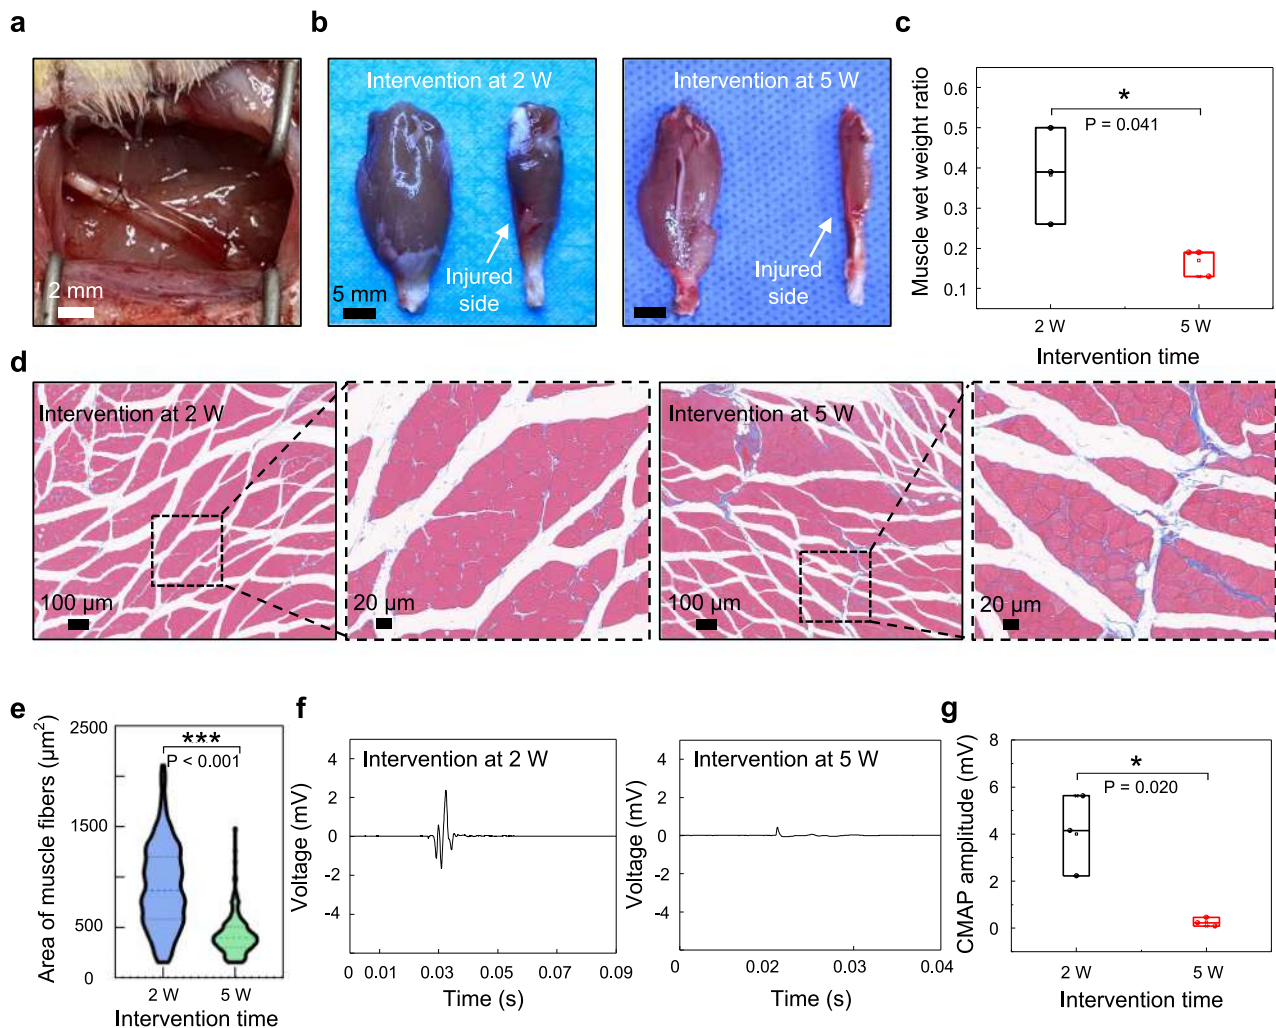 a
2 mm
b
Intervention at 2 W
Injured
side
5 mm
Intervention at 5 W
Injured
side
c
Muscle wet weight ratio
0.6
0.5
0.4
0.3
0.2
0.1
*
P = 0.041
2 W
5 W
Intervention time
d
Intervention at 2 W
100 µm
20 µm
Intervention at 5 W
100 µm
20 µm
e
Area of muscle fibers (µm²)
2500
1500
500
0
***
P < 0.001
2 W
5 W
Intervention time
f
Intervention at 2 W
Voltage (mV)
4
2
0
-2
-4
0
0.01
0.03
0.05
0.07
0.09
Time (s)
Intervention at 5 W
Voltage (mV)
4
2
0
-2
-4
0
0.01
0.02
0.03
0.04
Time (s)
g
CMAP amplitude (mV)
8
6
4
2
0
*
P = 0.020
2 W
5 W
Intervention time